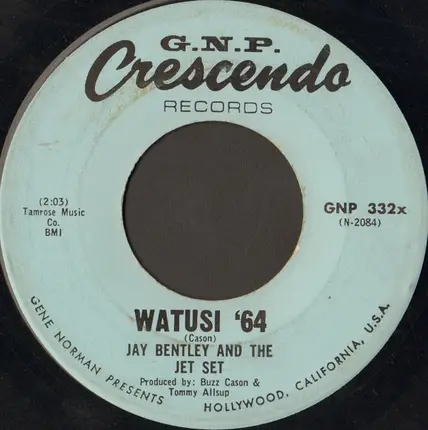 G.N.P.
Crescendo
RECORDS
(2:03)
Tamrose Music
Co.
BMI
GNP 332x
(N-2084)
WATUSI '64
(Cason)
JAY BENTLEY AND THE
JET SET
Produced by: Buzz Cason &
Tommy Allsup
GENE NORMAN PRESENTS
HOLLYWOOD, CALIFORNIA, U.S.A.